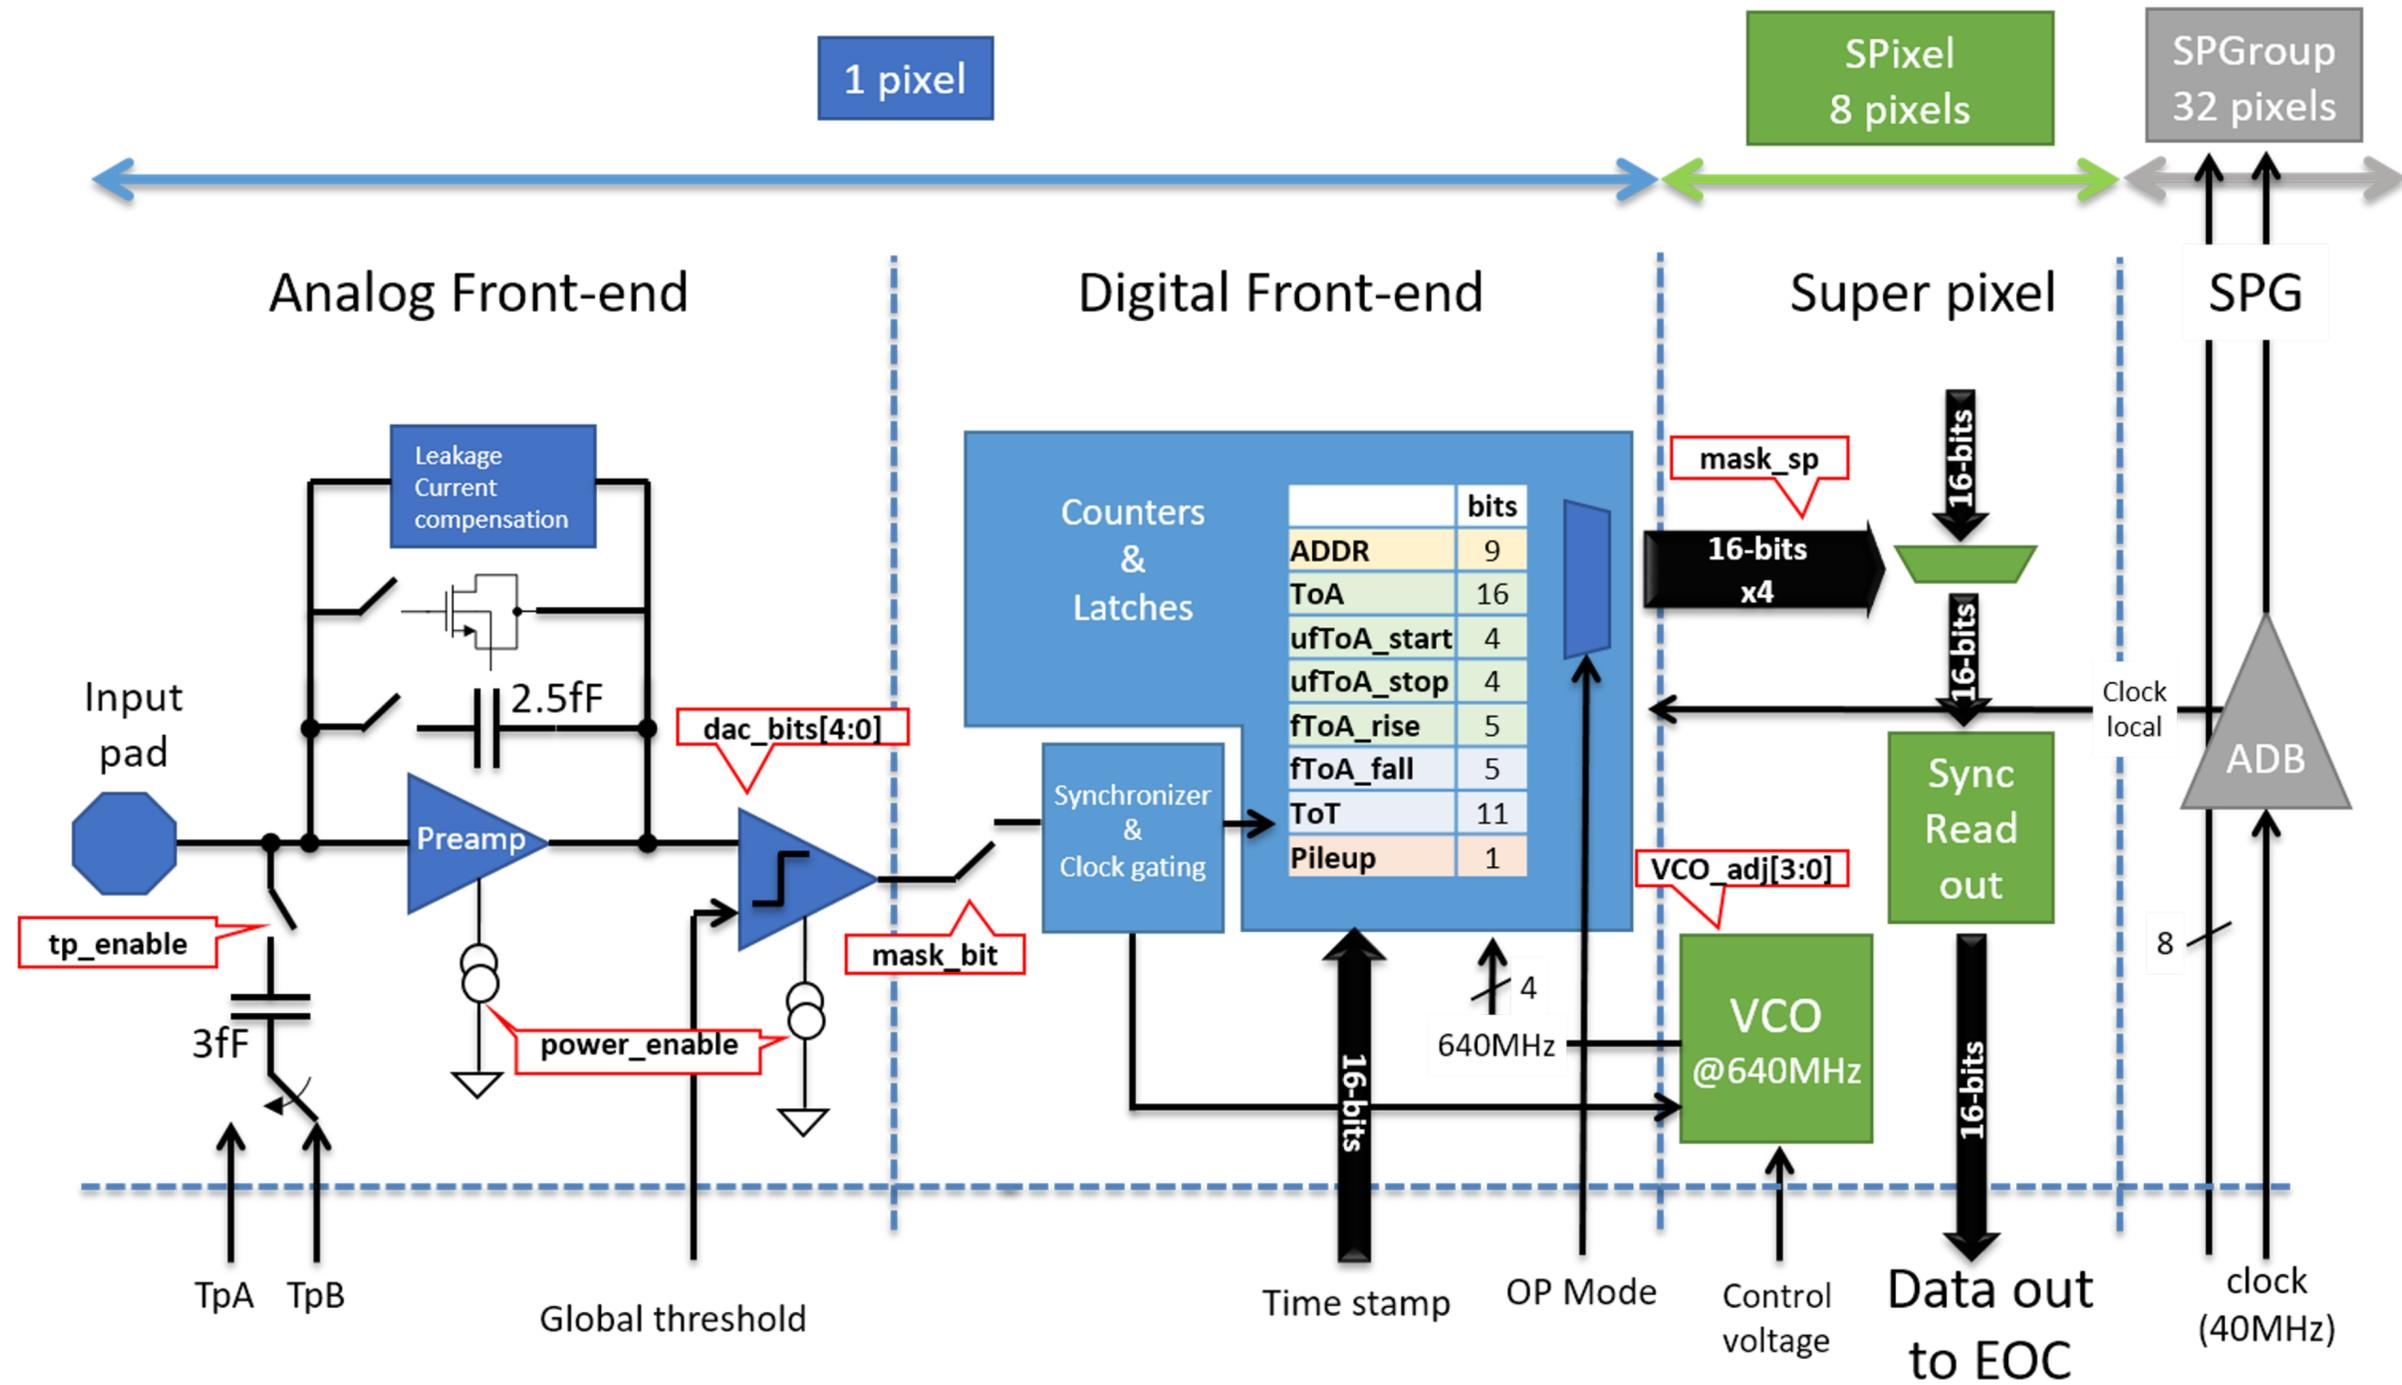 1 pixel
SPixel
8 pixels
SPGroup
32 pixels
Analog Front-end
Digital Front-end
Super pixel
SPG
Leakage
Current
compensation
2.5fF
Input
pad
Preamp
dac_bits[4:0]
tp_enable
3fF
power_enable
mask_bit
TpA
TpB
Global threshold
Counters
&
Latches
bits
ADDR 9
ToA 16
ufToA_start 4
ufToA_stop 4
fToA_rise 5
fToA_fall 5
ToT 11
Pileup 1
Synchronizer
&
Clock gating
4
640MHz
16-bits
Time stamp
OP Mode
mask_sp
16-bits
x4
16-bits
16-bits
Clock
local
Sync
Read
out
VCO_adj[3:0]
VCO
@640MHz
16-bits
Control
voltage
Data out
to EOC
ADB
8
clock
(40MHz)